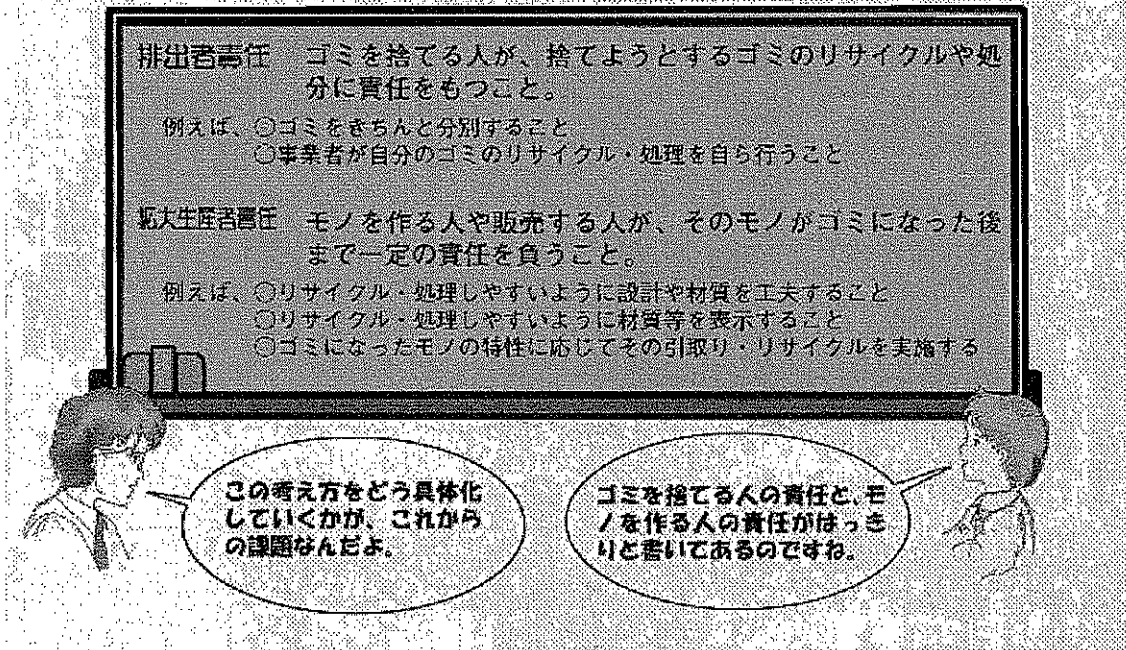 排出者責任 ゴミを捨てる人が、捨てようとするゴミのリサイクルや処
分に責任をもつこと。
例えば、○ゴミをきちんと分別すること
○事業者が自分のゴミのリサイクル・処理を自ら行うこと
拡大生産者責任 モノを作る人や販売する人が、そのモノがゴミになった後
まで一定の責任を負うこと。
例えば、○リサイクル・処理しやすいように設計や材質を工夫すること
○リサイクル・処理しやすいように材質等を表示すること
○ゴミになったモノの特性に応じてその引取り・リサイクルを実施する
この考え方をどう具体化
していくかが、これから
の課題なんだよ。
ゴミを捨てる人の責任と、モ
ノを作る人の責任がはっき
りと書いてあるのですね。